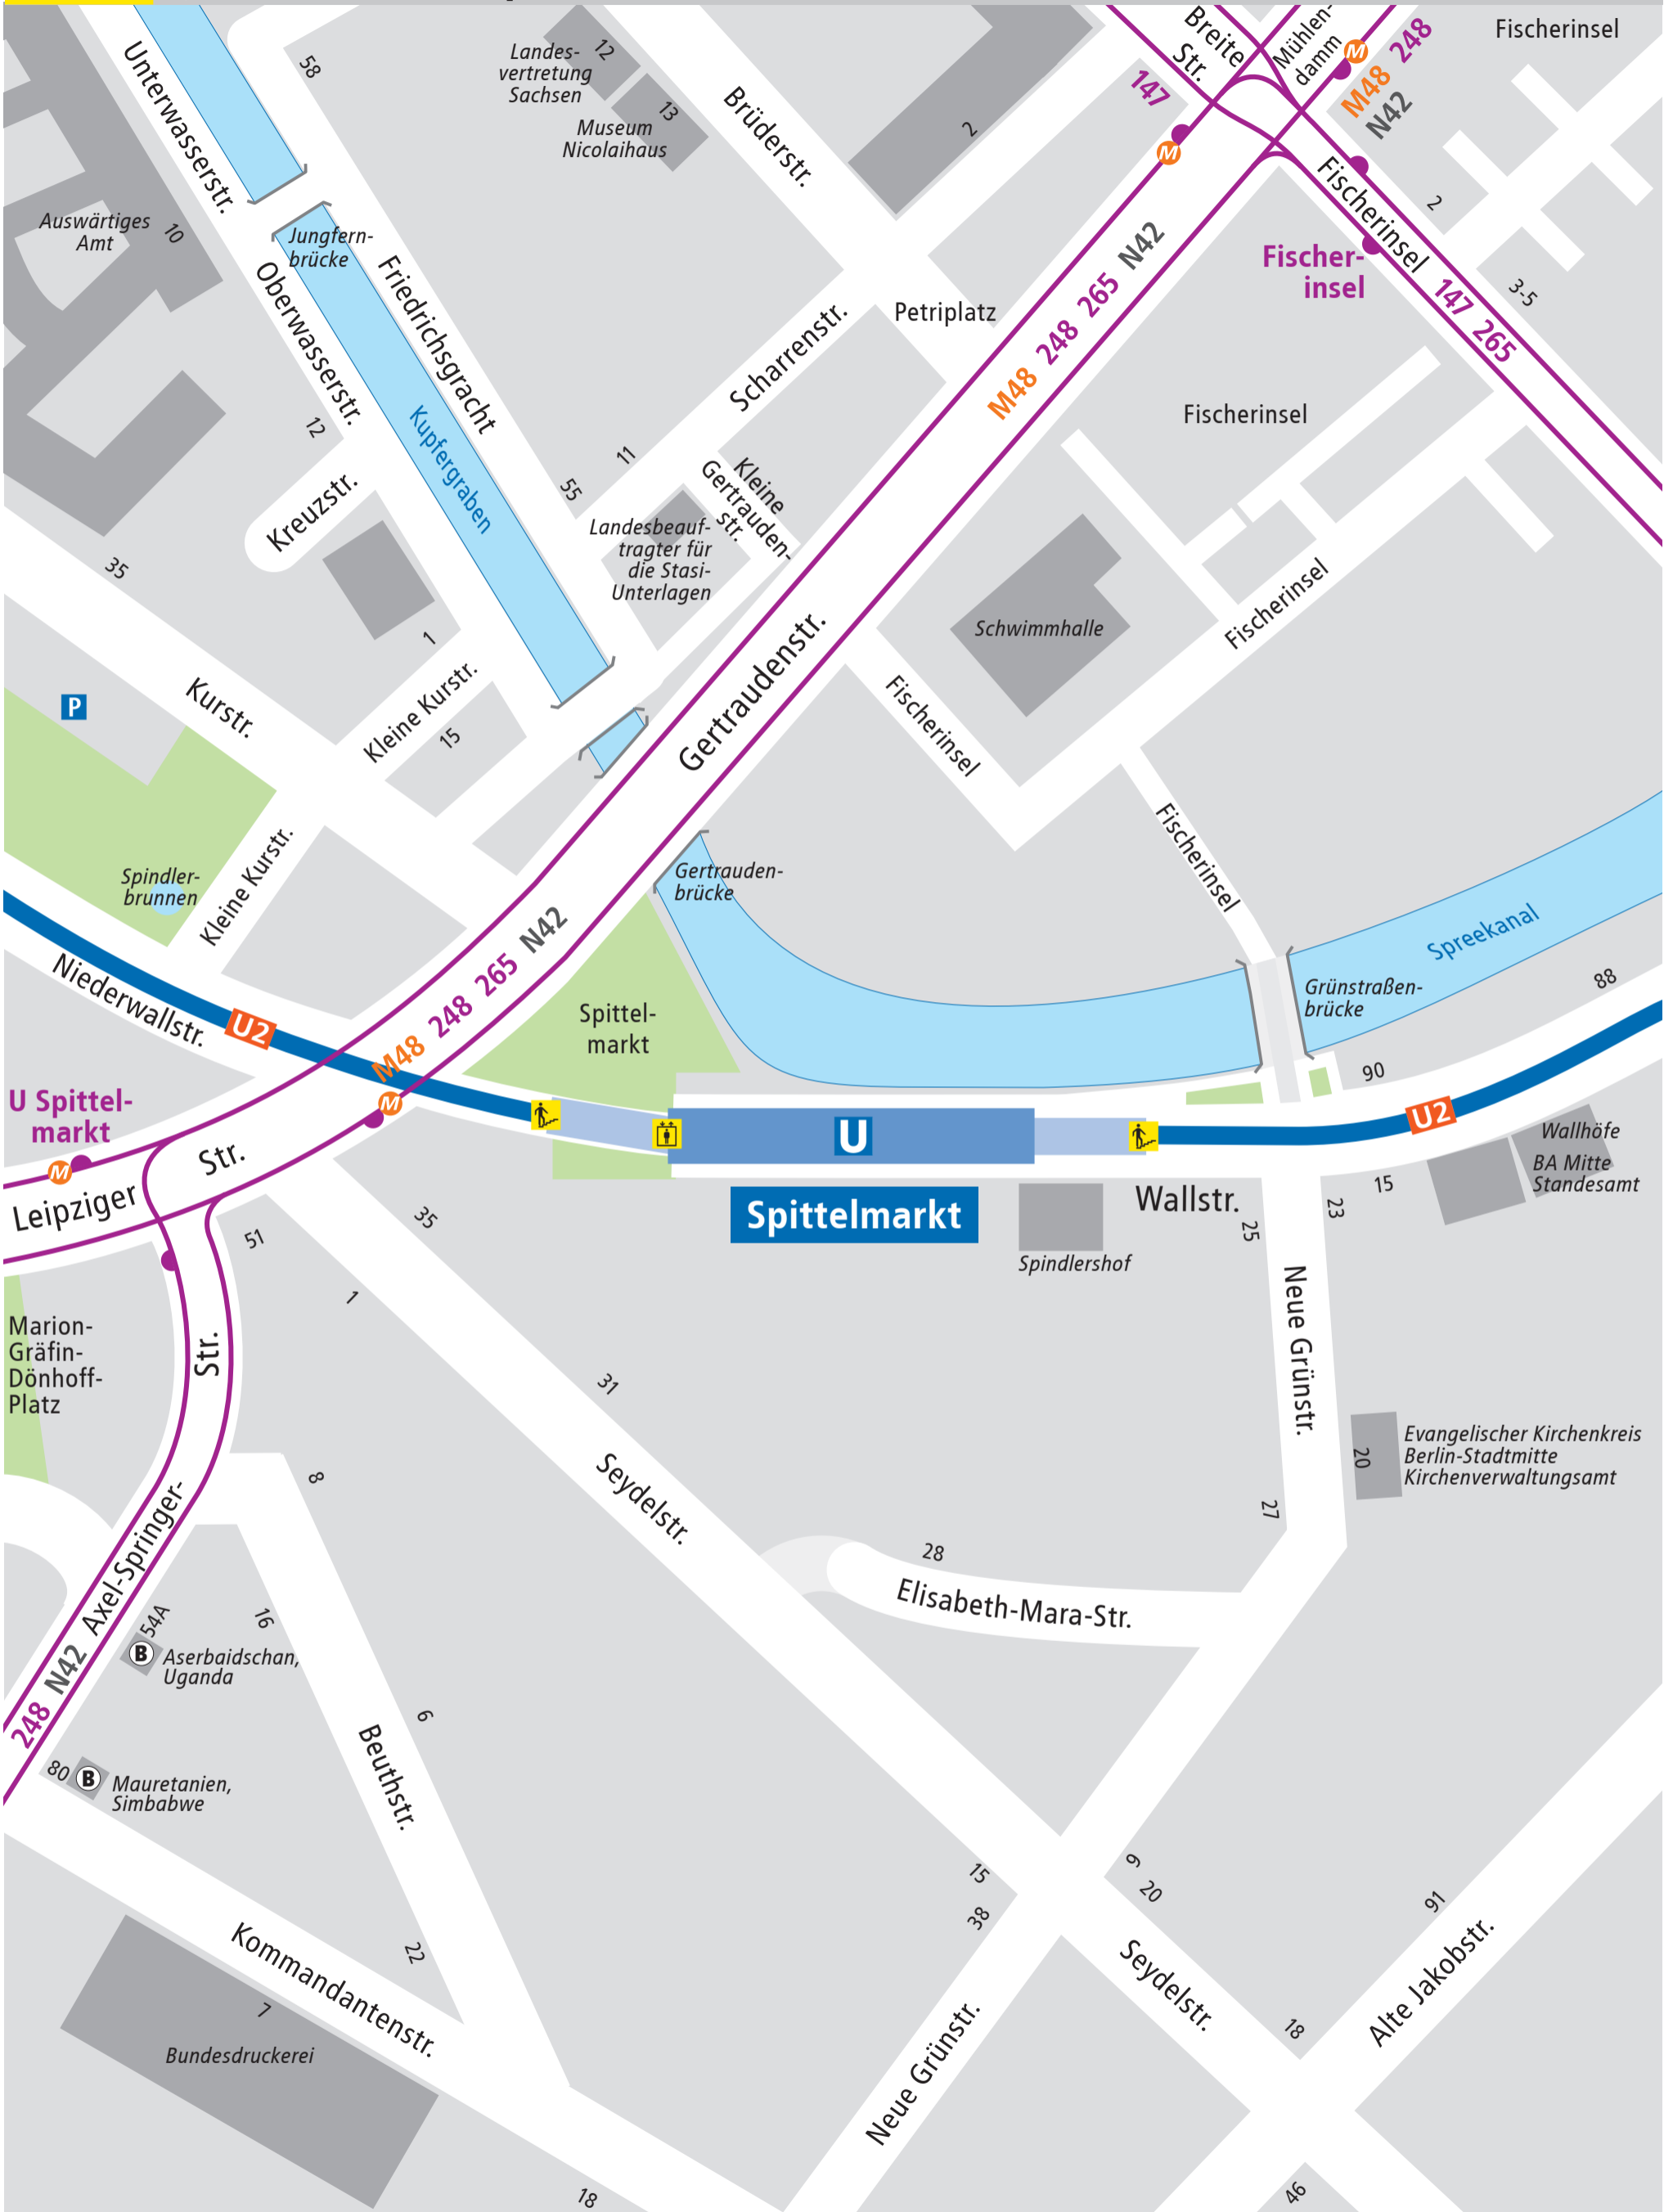 Unterwasserstr.
58
Landes-
vertretung
Sachsen
12
13
Museum
Nicolaihaus
Brüderstr.
2
Breite
Str.
147
Mühlen-
damm
M
M48 248
N42
Fischerinsel
M
Auswärtiges
Amt
10
Jungfern-
brücke
Oberwasserstr.
Friedrichsgracht
Kupfergraben
Petriplatz
Scharrenstr.
M48 248 265 N42
Fischerinsel
2
Fischer-
insel
147 265
3-5
Fischerinsel
12
Kreuzstr.
11
55
Kleine
Gertrauden-
str.
Landesbeauf-
tragter für
die Stasi-
Unterlagen
35
1
Schwimmhalle
Fischerinsel
Fischerinsel
Gertraudenstr.
P
Kurstr.
Kleine Kurstr.
15
Fischerinsel
Spindler-
brunnen
Kleine Kurstr.
Gertrauden-
brücke
Niederwallstr.
U2
M48 248 265 N42
Spittel-
markt
Spreekanal
Grünstraßen-
brücke
88
90
U2
U Spittel-
markt
M
M
Leipziger
Str.
U
Spittelmarkt
Wallstr.
Spindlershof
Wallhöfe
BA Mitte
Standesamt
15
23
25
51
35
1
Neue Grünstr.
Marion-
Gräfin-
Dönhoff-
Platz
Str.
31
Seydelstr.
8
20
Evangelischer Kirchenkreis
Berlin-Stadtmitte
Kirchenverwaltungsamt
27
28
Elisabeth-Mara-Str.
248 N42 Axel-Springer-
54A
B
Aserbaidschan,
Uganda
16
6
Beuthstr.
80
B
Mauretanien,
Simbabwe
15
38
9
20
91
Kommandantenstr.
22
7
Bundesdruckerei
Seydelstr.
18
Alte Jakobstr.
Neue Grünstr.
18
46